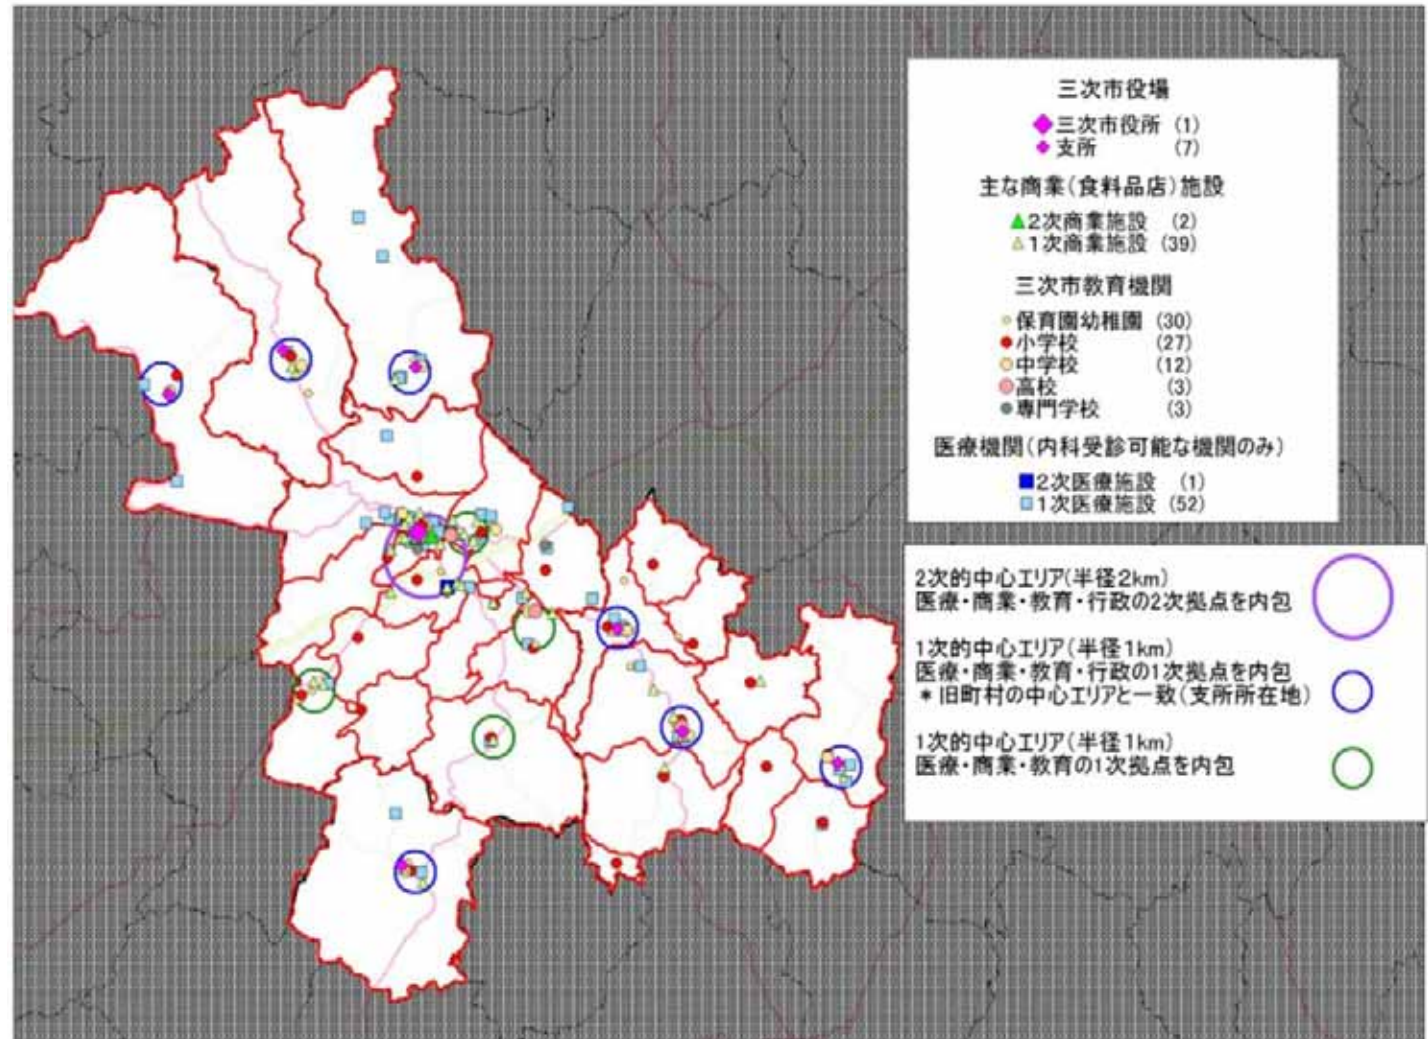 三次市役場
三次市役所 (1)
支所 (7)
主な商業(食料品店)施設
2次商業施設 (2)
1次商業施設 (39)
三次市教育機関
保育園幼稚園 (30)
小学校 (27)
中学校 (12)
高校 (3)
専門学校 (3)
医療機関(内科受診可能な機関のみ)
2次医療施設 (1)
1次医療施設 (52)
2次的中心エリア(半径2km)
医療・商業・教育・行政の2次拠点を内包
1次的中心エリア(半径1km)
医療・商業・教育・行政の1次拠点を内包
*旧町村の中心エリアと一致(支所所在地)
1次的中心エリア(半径1km)
医療・商業・教育の1次拠点を内包